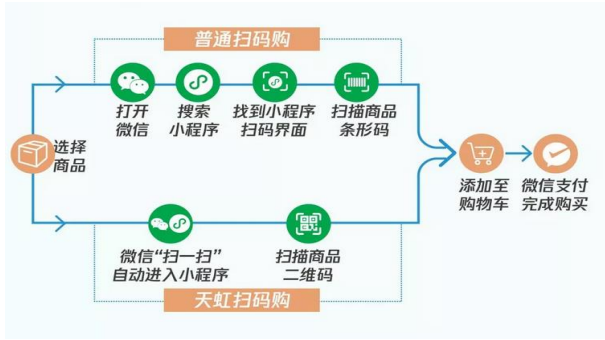 普通扫码购
打开
微信
搜索
小程序
找到小程序
扫码界面
扫描商品
条形码
选择
商品
添加至
购物车
微信支付
完成购买
微信“扫一扫”
自动进入小程序
扫描商品
二维码
天虹扫码购